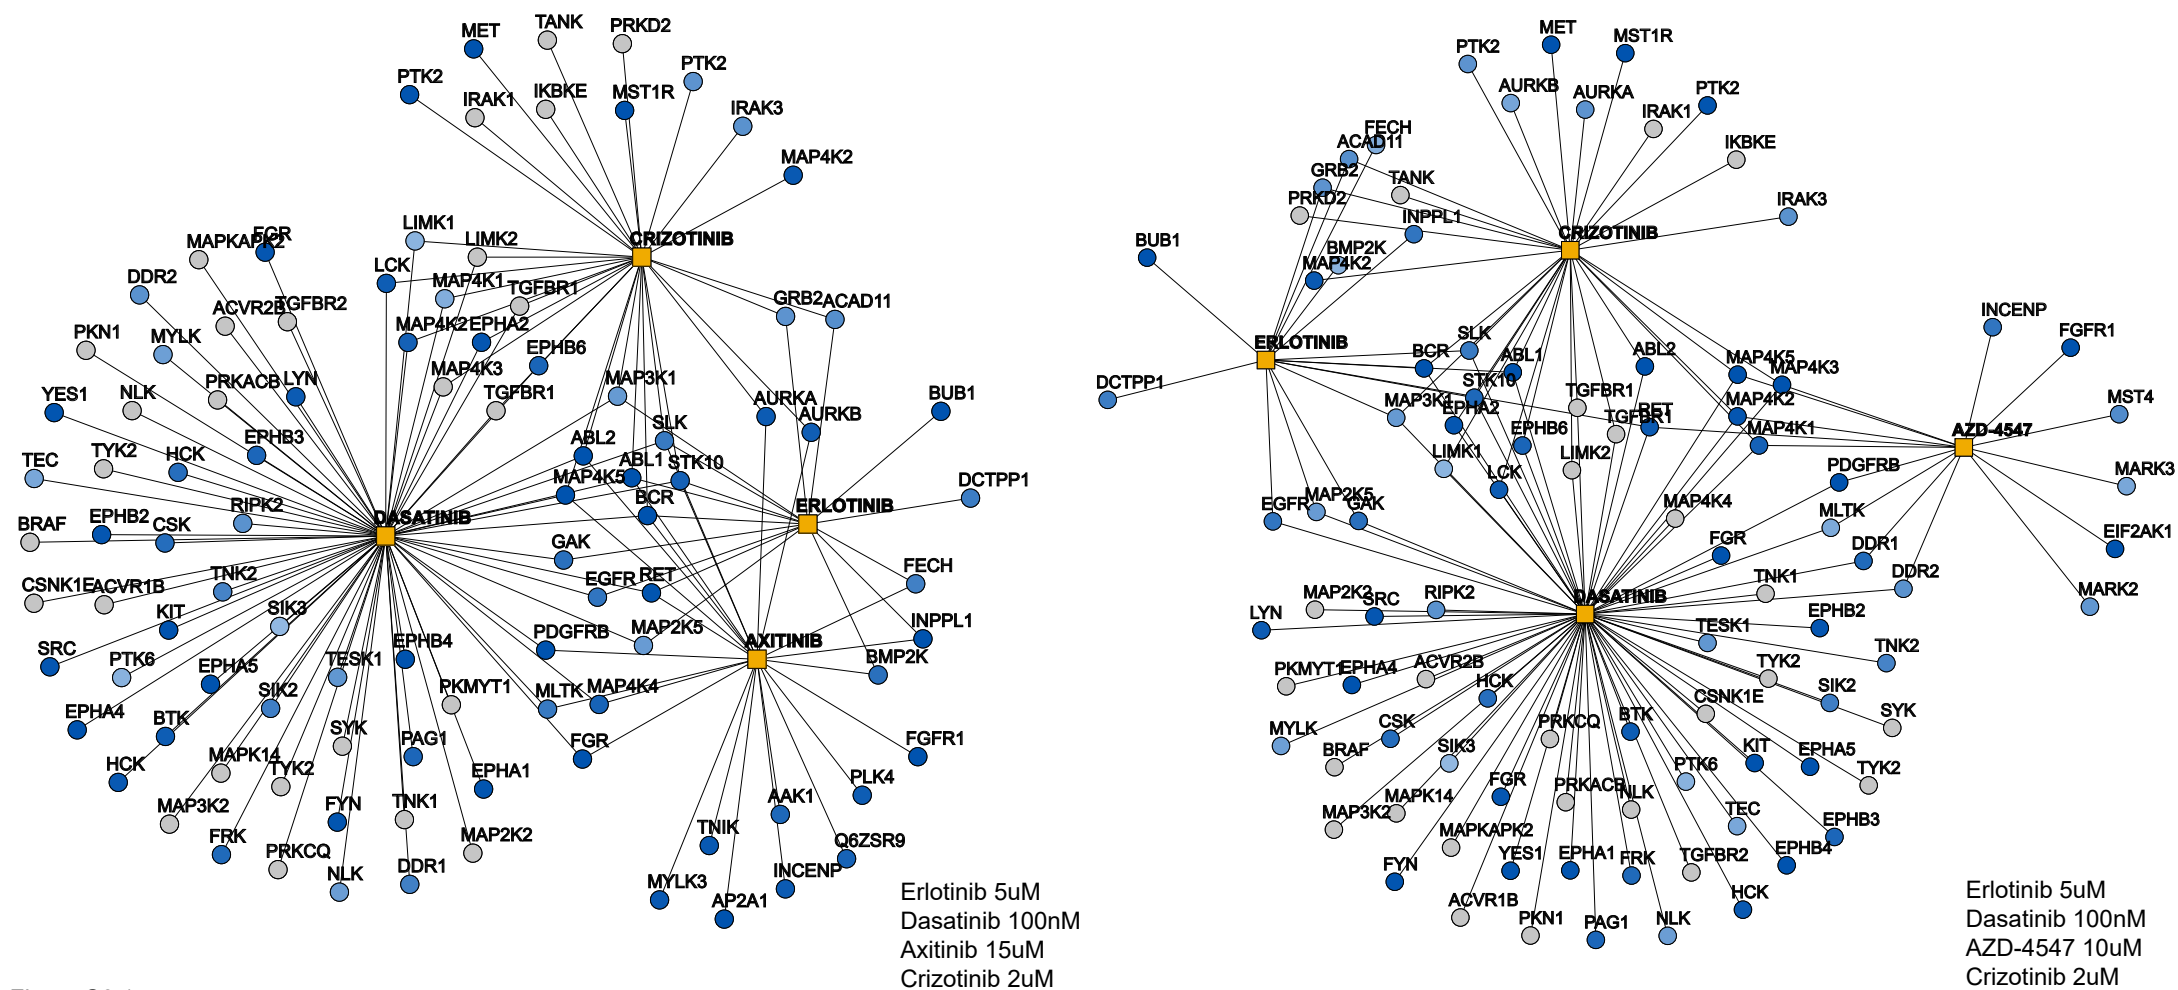 MET
TANK
PRKD2
PTK2
IRAK1
IKBKE
MST1R
PTK2
IRAK3
MAP4K2
CRIZOTINIB
LIMK1
LIMK2
LCK
MAP4K1
TGFBR1
MAP4K2
EPHA2
EPHB6
MAP4K3
TGFBR1
MAPKAPK2
FGR
DDR2
ACVR2B
TGFBR2
PKN1
MYLK
PRKACB
LYN
YES1
NLK
EPHB3
TEC
TYK2
HCK
RIPK2
BRAF
EPHB2
CSK
DASATINIB
GRB2
ACAD11
MAP3K1
AURKA
AURKB
BUB1
SLK
ABL2
ABL1
STK10
MAP4K5
BCR
DCTPP1
ERLOTINIB
GAK
EGFR
RET
FECH
CSNK1E
ACVR1B
TNK2
SIK3
KIT
SRC
PTK6
EPHA5
TESK1
EPHB4
PDGFRB
MAP2K5
AXITINIB
INPPL1
BMP2K
EPHA4
BTK
SIK2
SYK
PKMYT1
MLTK
MAP4K4
FGR
FGFR1
HCK
MAPK14
TYK2
PAG1
EPHA1
PLK4
MAP3K2
FYN
TNK1
AAK1
TNIK
Q6ZSR9
FRK
PRKCQ
MAP2K2
NLK
DDR1
MYLK3
AP2A1
INCENP
Erlotinib 5uM
Dasatinib 100nM
Axitinib 15uM
Crizotinib 2uM
PTK2
MET
MST1R
AURKB
AURKA
PTK2
IRAK1
IKBKE
FECH
ACAD11
GRB2
TANK
PRKD2
INPPL1
IRAK3
CRIZOTINIB
BUB1
BMP2K
MAP4K2
ERLOTINIB
DCTPP1
SLK
BCR
ABL1
STK10
ABL2
MAP4K5
MAP4K3
MAP3K1
EPHA2
TGFBR1
TGFBR1
RET
MAP4K2
MAP4K1
EPHB6
LIMK1
LIMK2
LCK
INCENP
FGFR1
MST4
AZD-4547
MARK3
PDGFRB
EGFR
MAP2K5
GAK
MAP4K4
MLTK
EIF2AK1
FGR
DDR1
DDR2
MARK2
TNK1
MAP2K2
SRC
RIPK2
DASATINIB
LYN
EPHB2
TESK1
TNK2
PKMYT1
EPHA4
ACVR2B
TYK2
HCK
SIK2
CSNK1E
SYK
MYLK
CSK
PRKCQ
BTK
BRAF
SIK3
KIT
EPHA5
PTK6
TYK2
FGR
PRKACB
NLK
MAP3K2
MAPK14
TEC
EPHB3
MAPKAPK2
YES1
EPHA1
FRK
TGFBR2
EPHB4
FYN
HCK
ACVR1B
PKN1
PAG1
NLK
Erlotinib 5uM
Dasatinib 100nM
AZD-4547 10uM
Crizotinib 2uM